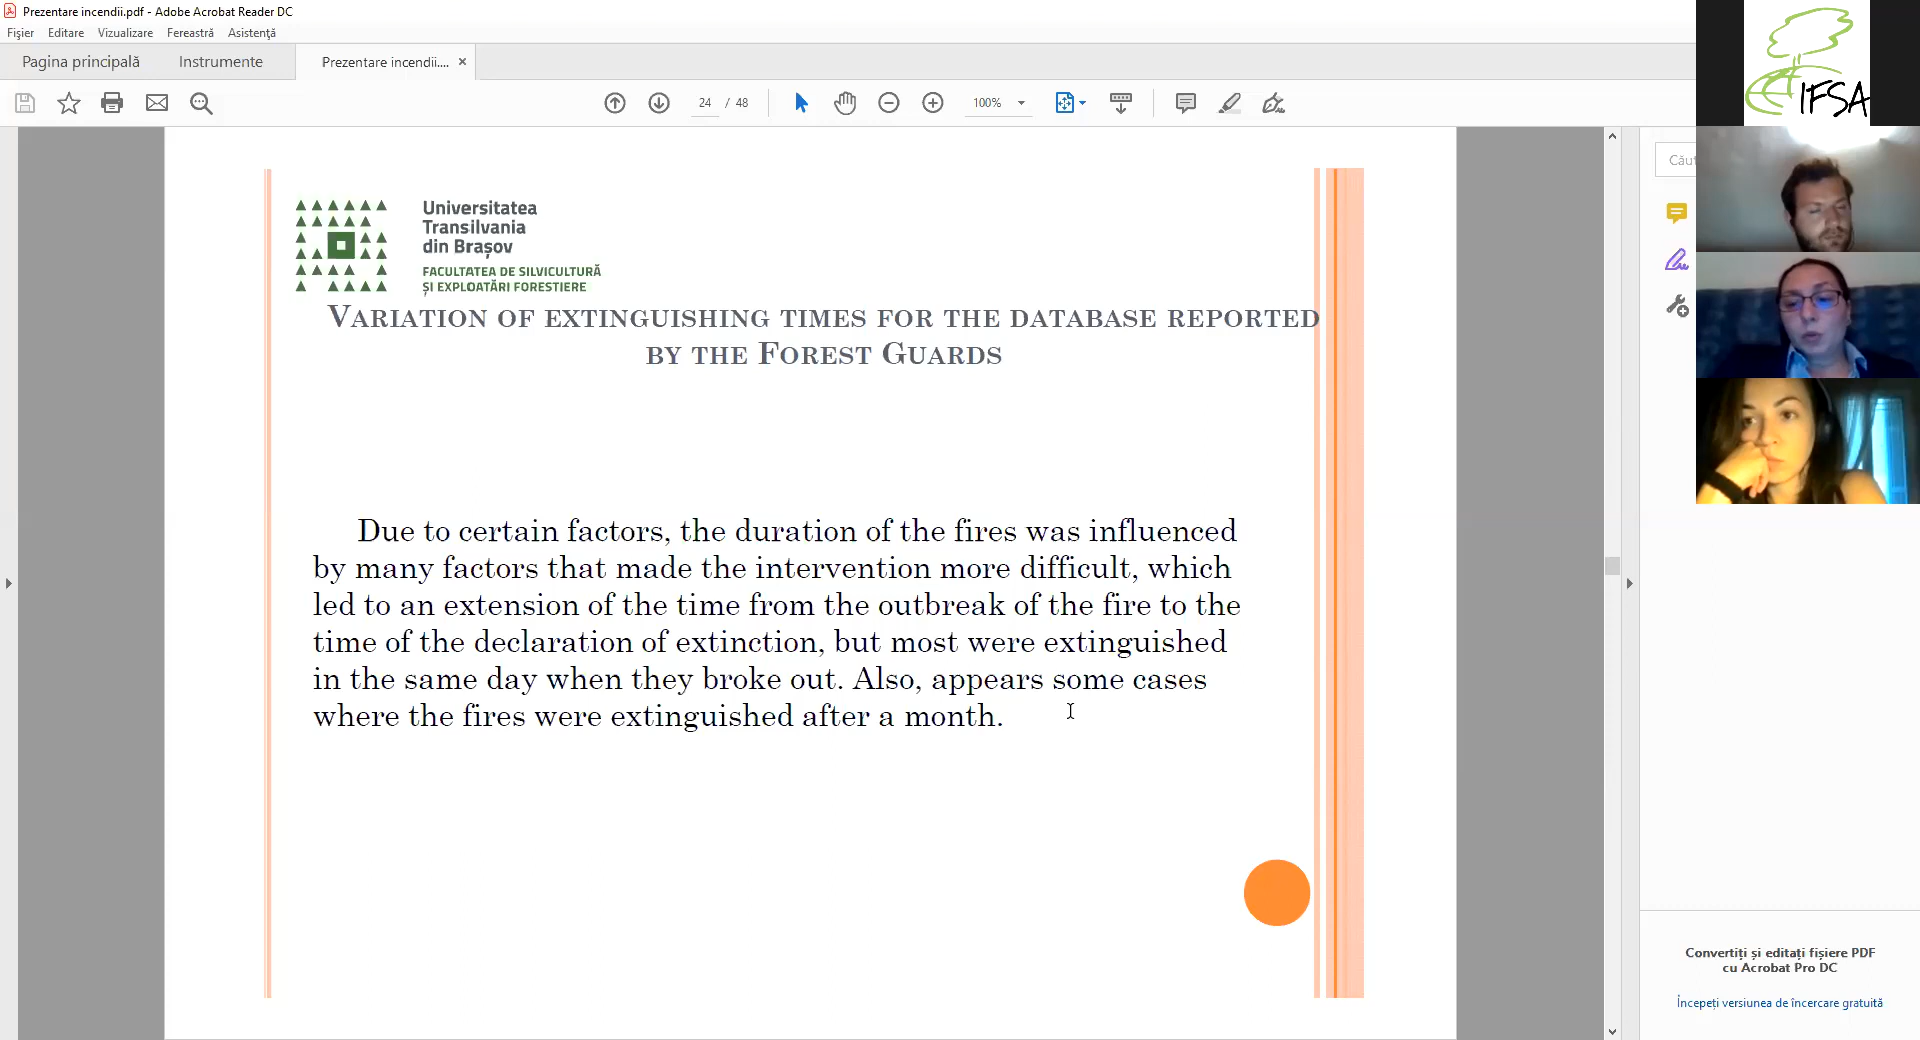 Prezentare incendii.pdf - Adobe Acrobat Reader DC
Fișier Editare Vizualizare Fereastră Asistență
Pagina principală Instrumente Prezentare incendii.... ×
24 / 48 100%
Universitatea
Transilvania
din Brașov
FACULTATEA DE SILVICULTURĂ
ȘI EXPLOATĂRI FORESTIERE
VARIATION OF EXTINGUISHING TIMES FOR THE DATABASE REPORTED
BY THE FOREST GUARDS
Due to certain factors, the duration of the fires was influenced
by many factors that made the intervention more difficult, which
led to an extension of the time from the outbreak of the fire to the
time of the declaration of extinction, but most were extinguished
in the same day when they broke out. Also, appears some cases
where the fires were extinguished after a month.
IFSA
Convertiți și editați fișiere PDF
cu Acrobat Pro DC
Începeți versiunea de încercare gratuită